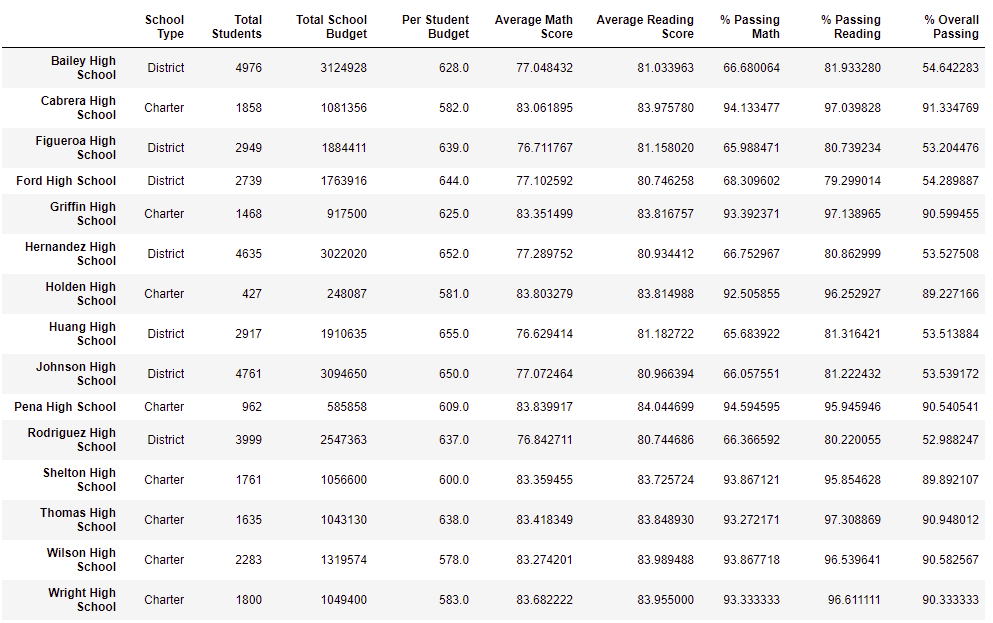 School Type Total Students Total School Budget Per Student Budget Average Math Score Average Reading Score % Passing Math % Passing Reading % Overall Passing
Bailey High School District 4976 3124928 628.0 77.048432 81.033963 66.680064 81.933280 54.642283
Cabrera High School Charter 1858 1081356 582.0 83.061895 83.975780 94.133477 97.039828 91.334769
Figueroa High School District 2949 1884411 639.0 76.711767 81.158020 65.988471 80.739234 53.204476
Ford High School District 2739 1763916 644.0 77.102592 80.746258 68.309602 79.299014 54.289887
Griffin High School Charter 1468 917500 625.0 83.351499 83.816757 93.392371 97.138965 90.599455
Hernandez High School District 4635 3022020 652.0 77.289752 80.934412 66.752967 80.862999 53.527508
Holden High School Charter 427 248087 581.0 83.803279 83.814988 92.505855 96.252927 89.227166
Huang High School District 2917 1910635 655.0 76.629414 81.182722 65.683922 81.316421 53.513884
Johnson High School District 4761 3094650 650.0 77.072464 80.966394 66.057551 81.222432 53.539172
Pena High School Charter 962 585858 609.0 83.839917 84.044699 94.594595 95.945946 90.540541
Rodriguez High School District 3999 2547363 637.0 76.842711 80.744686 66.366592 80.220055 52.988247
Shelton High School Charter 1761 1056600 600.0 83.359455 83.725724 93.867121 95.854628 89.892107
Thomas High School Charter 1635 1043130 638.0 83.418349 83.848930 93.272171 97.308869 90.948012
Wilson High School Charter 2283 1319574 578.0 83.274201 83.989488 93.867718 96.539641 90.582567
Wright High School Charter 1800 1049400 583.0 83.682222 83.955000 93.333333 96.611111 90.333333